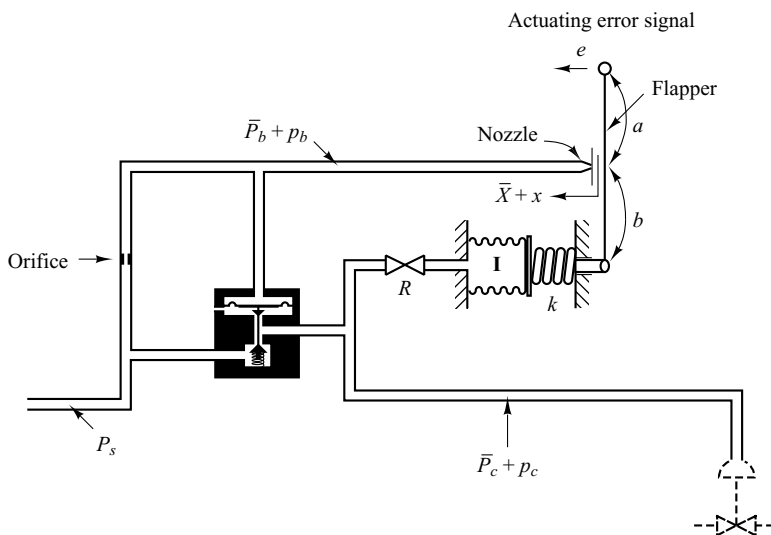 Actuating error signal
e
Flapper
a
P̅b + pb
Nozzle
X̅ + x
b
Orifice
I
R
k
Ps
P̅c + pc